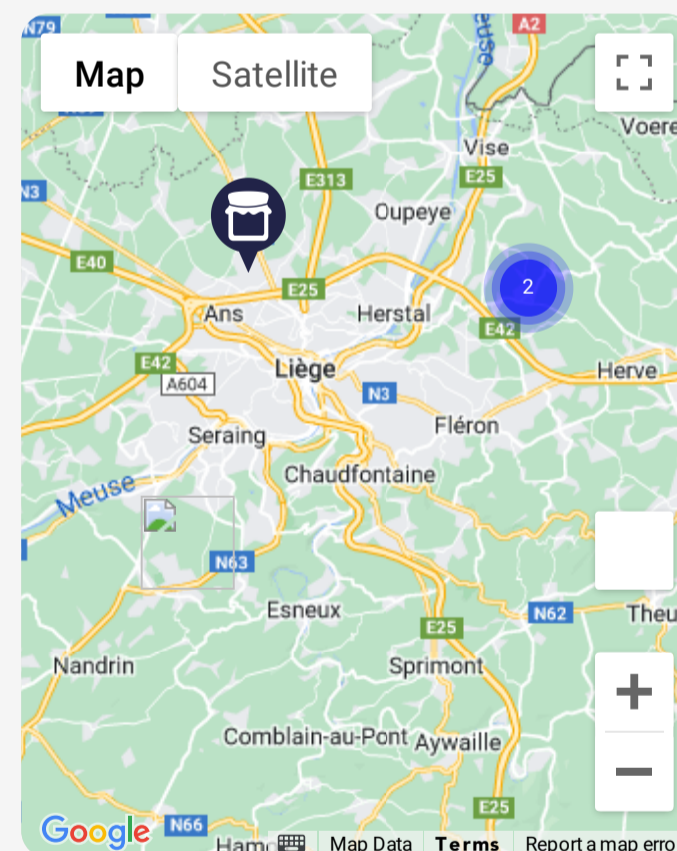 N79
A2
euse
Map
Satellite
Voere
Vise
E25
E313
N3
Oupeye
E40
E25
2
Ans
Herstal
E42
E42
Liège
Herve
A604
N3
Fléron
Seraing
Chaudfontaine
Meuse
N63
Esneux
N62
Theu
E25
Nandrin
Sprimont
Comblain-au-Pont
Aywaille
E25
Google
N66
Hamo
Map Data
Terms
Report a map erro